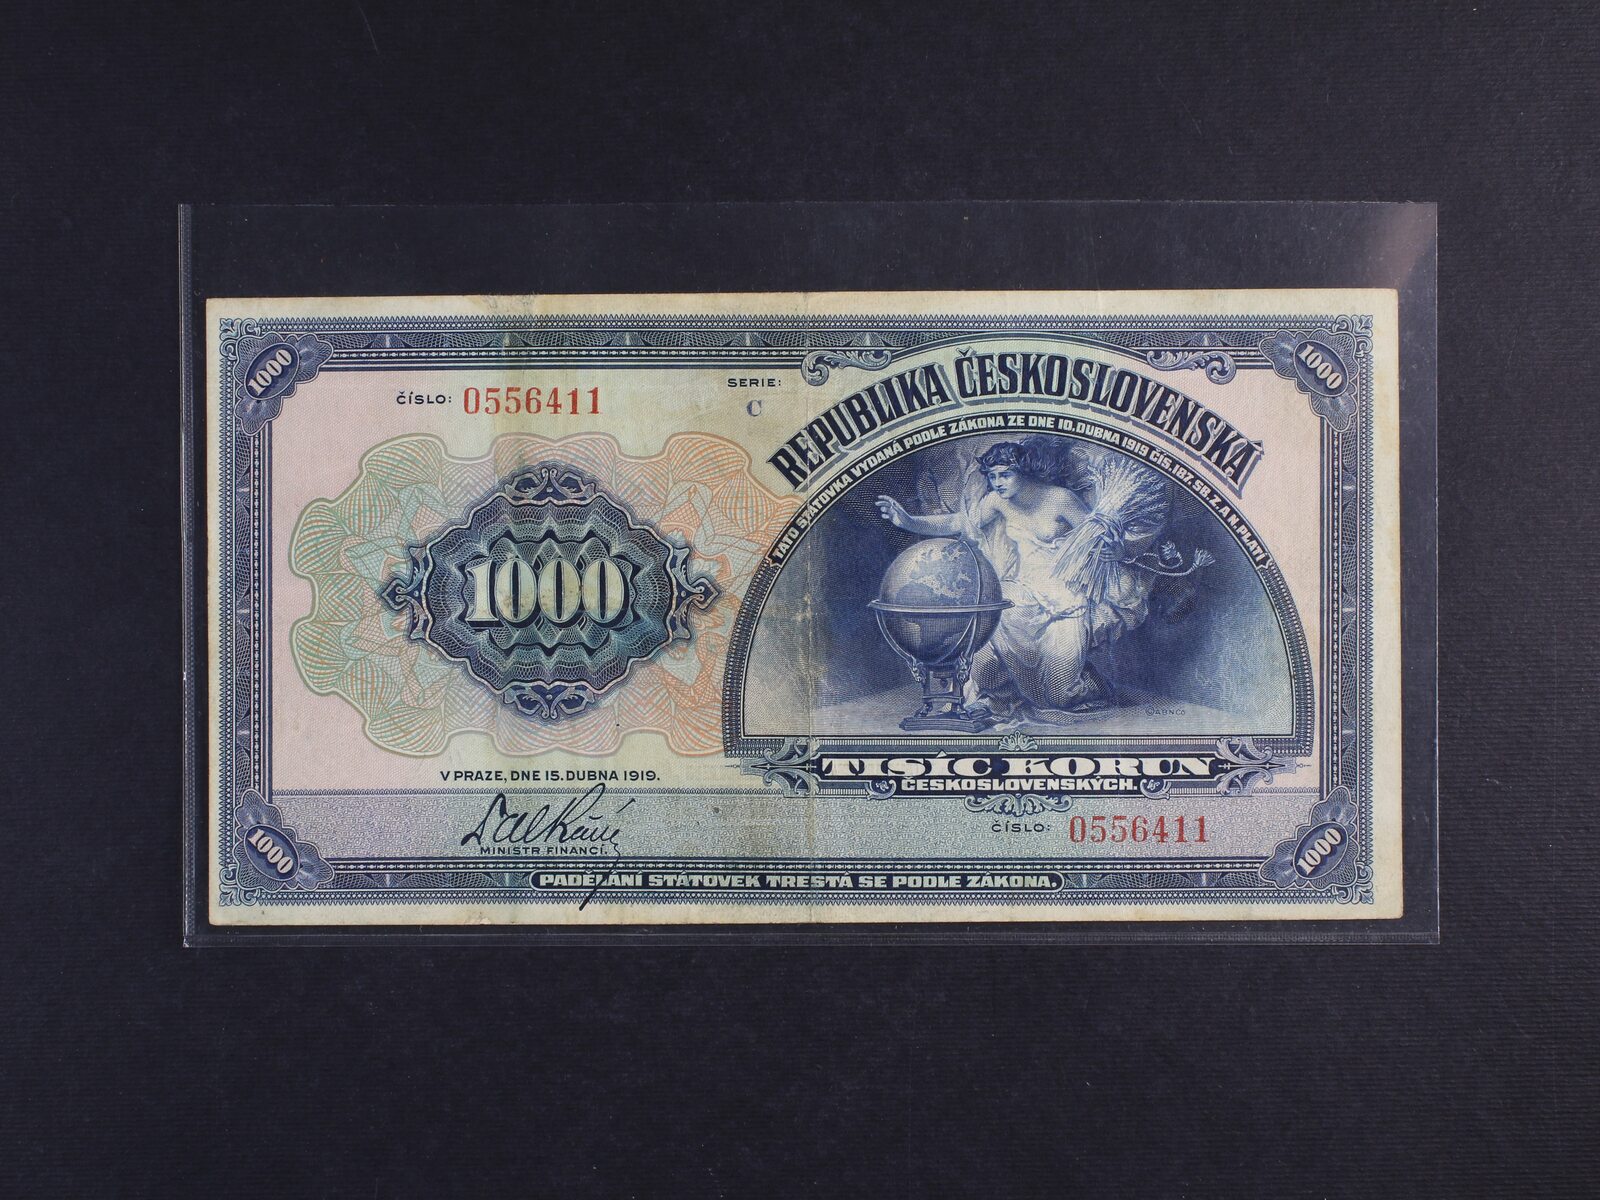 1000
1000
ČÍSLO: 0556411
SERIE:
C
REPUBLIKA ČESKOSLOVENSKÁ
TATO STÁTOVKA VYDANÁ PODLE ZÁKONA ZE DNE 10. DUBNA 1919 ČÍS. 187, SB. Z. A N. PLATÍ
1000
©ABNCO
TISÍC KORUN
ČESKOSLOVENSKÝCH.
V PRAZE, DNE 15. DUBNA 1919.
ČÍSLO: 0556411
MINISTR FINANCÍ.
1000
1000
PADĚLÁNÍ STÁTOVEK TRESTÁ SE PODLE ZÁKONA.